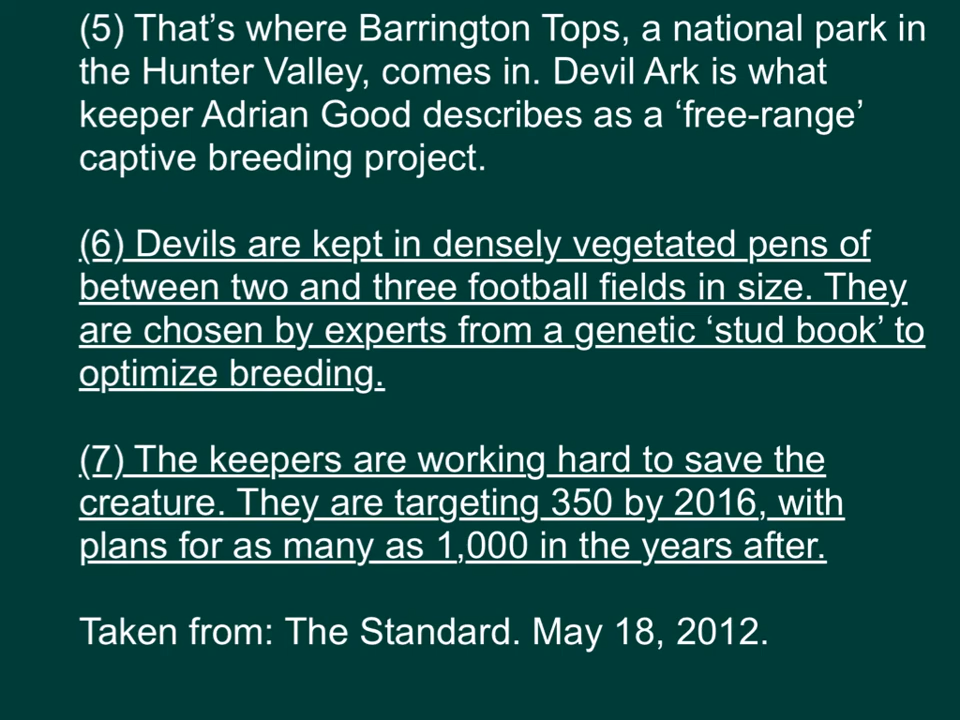 (5) That’s where Barrington Tops, a national park in
the Hunter Valley, comes in. Devil Ark is what
keeper Adrian Good describes as a ‘free-range’
captive breeding project.
(6) Devils are kept in densely vegetated pens of
between two and three football fields in size. They
are chosen by experts from a genetic ‘stud book’ to
optimize breeding.
(7) The keepers are working hard to save the
creature. They are targeting 350 by 2016, with
plans for as many as 1,000 in the years after.
Taken from: The Standard. May 18, 2012.